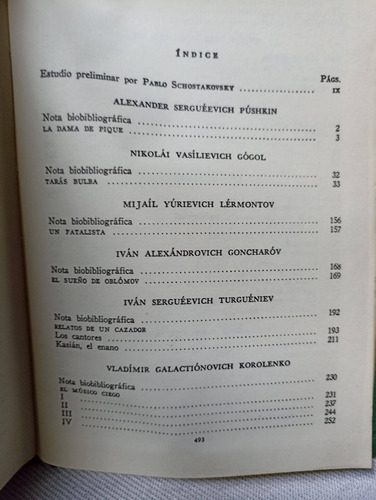 ÍNDICE
Págs.
Estudio preliminar por PABLO SCHOSTAKOVSKY ........ IX
ALEXANDER SERGUÉEVICH PÚSHKIN
Nota biobibliográfica ........ 2
LA DAMA DE PIQUE ........ 3
NIKOLÁI VASÍLIEVICH GÓGOL
Nota biobibliográfica ........ 32
TARÁS BULBA ........ 33
MIJAÍL YÚRIEVICH LÉRMONTOV
Nota biobibliográfica ........ 156
UN FATALISTA ........ 157
IVÁN ALEXÁNDROVICH GONCHARÓV
Nota biobibliográfica ........ 168
EL SUEÑO DE OBLÓMOV ........ 169
IVÁN SERGUÉEVICH TURGUÉNIEV
Nota biobibliográfica ........ 192
RELATOS DE UN CAZADOR
Los cantores ........ 193
Kasián, el enano ........ 211
VLADÍMIR GALACTIÓNOVICH KOROLENKO
Nota biobibliográfica ........ 230
EL MÚSICO CIEGO
I ........ 231
II ........ 237
III ........ 244
IV ........ 252
493